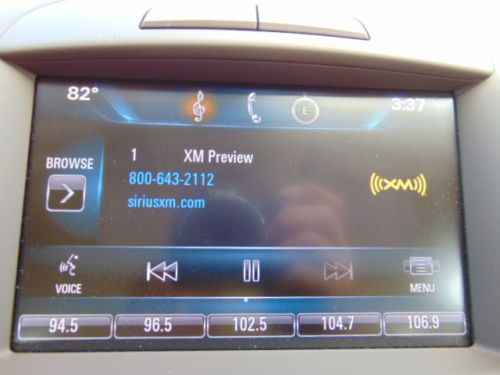 82°
E
3:37
BROWSE
1 XM Preview
800-643-2112
siriusxm.com
((XM))
VOICE
MENU
94.5 96.5 102.5 104.7 106.9